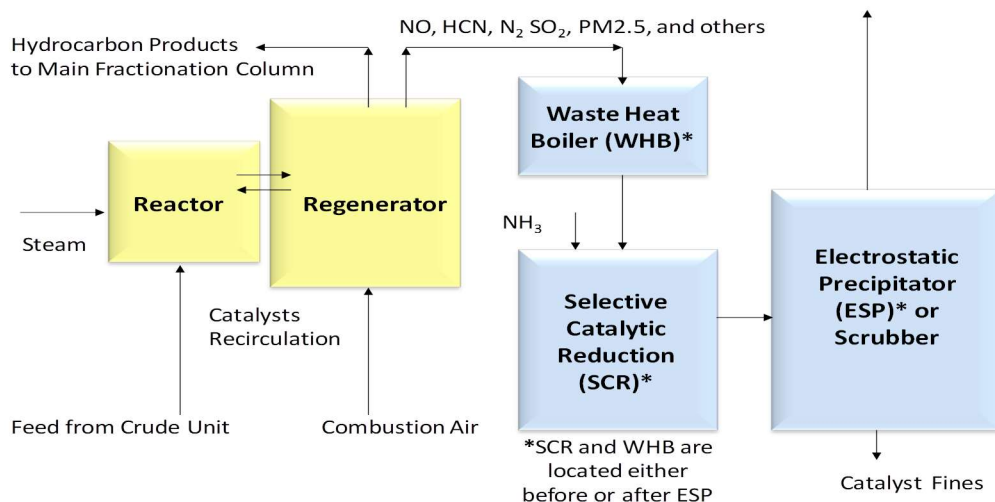 NO, HCN, N₂ SO₂, PM2.5, and others
Hydrocarbon Products
to Main Fractionation Column
Waste Heat
Boiler (WHB)*
Reactor
Regenerator
Steam
NH₃
Electrostatic
Precipitator
(ESP)* or
Scrubber
Selective
Catalytic
Reduction
(SCR)*
Catalysts
Recirculation
Feed from Crude Unit
Combustion Air
*SCR and WHB are
located either
before or after ESP
Catalyst Fines